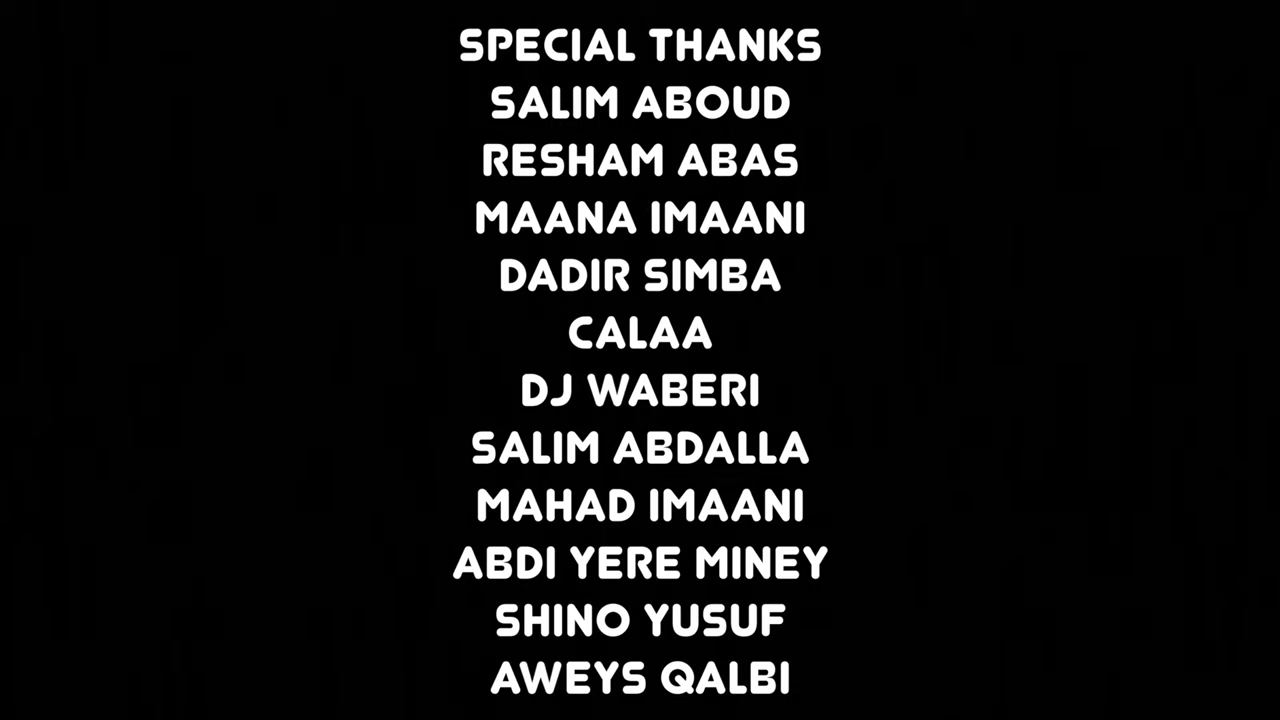 SPECIAL THANKS
SALIM ABOUD
RESHAM ABAS
MAANA IMAANI
DADIR SIMBA
CALAA
DJ WABERI
SALIM ABDALLA
MAHAD IMAANI
ABDI YERE MINEY
SHINO YUSUF
AWEYS QALBI